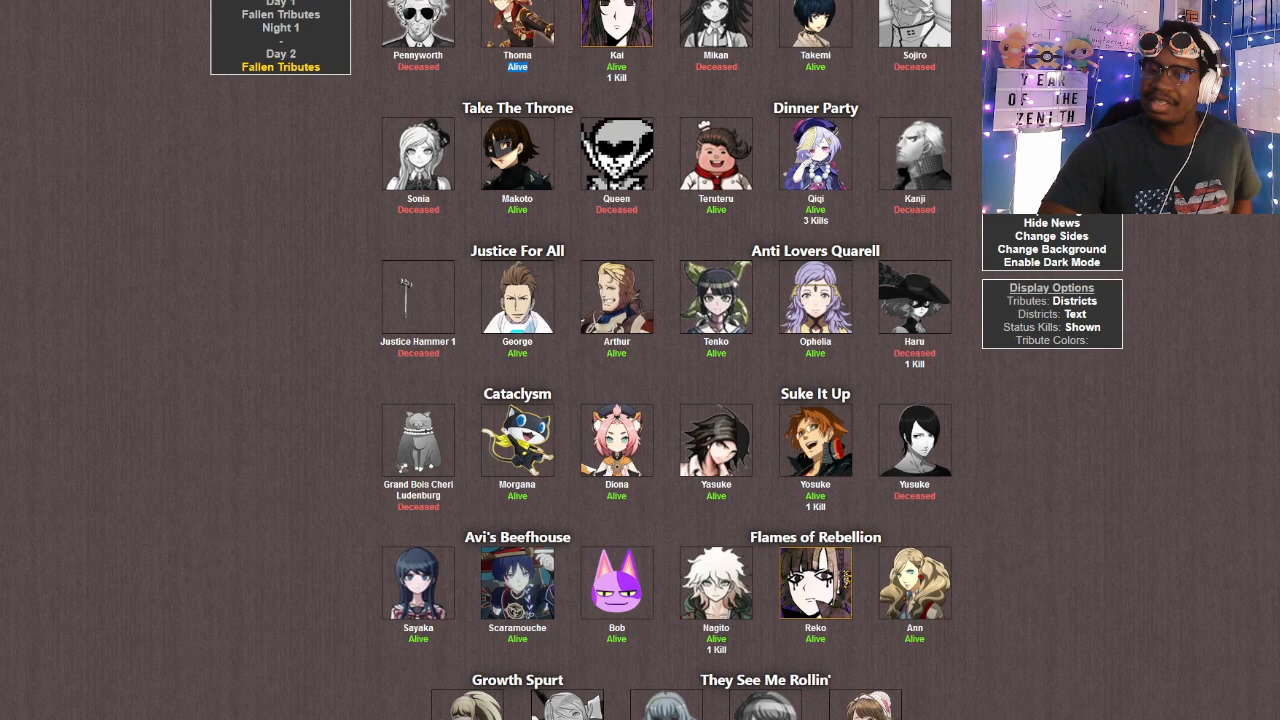 Day 1
Fallen Tributes
Night 1
-
Day 2
Fallen Tributes
Pennyworth
Deceased
Thoma
Alive
Kai
Alive
1 Kill
Mikan
Deceased
Takemi
Alive
Sojiro
Deceased
YEAR
OF THE
ZENITH
Take The Throne
Dinner Party
Sonia
Deceased
Makoto
Alive
Queen
Deceased
Teruteru
Alive
Qiqi
Alive
3 Kills
Kanji
Deceased
Hide News
Change Sides
Change Background
Enable Dark Mode
Display Options
Tributes: Districts
Districts: Text
Status Kills: Shown
Tribute Colors:
Justice For All
Anti Lovers Quarell
Justice Hammer 1
Deceased
George
Alive
Arthur
Alive
Tenko
Alive
Ophelia
Alive
Haru
Deceased
1 Kill
Cataclysm
Suke It Up
Grand Bois Cheri
Ludenburg
Deceased
Morgana
Alive
Diona
Alive
Yasuke
Alive
Yosuke
Alive
1 Kill
Yusuke
Deceased
Avi's Beefhouse
Flames of Rebellion
Sayaka
Alive
Scaramouche
Alive
Bob
Alive
Nagito
Alive
1 Kill
Reko
Alive
Ann
Alive
Growth Spurt
They See Me Rollin'